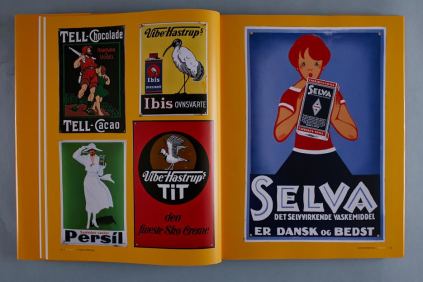 TELL-Chocolade
TELL-Cacao
Vibe-Hastrup's
Ibis
Ibis OVNSVÆRTE
Persil
Vibe-Hastrup's
TiT
den
fineste Sko Creme
SELVA
SELVA
DET SELVVIRKENDE VASKEMIDDEL
ER DANSK OG BEDST